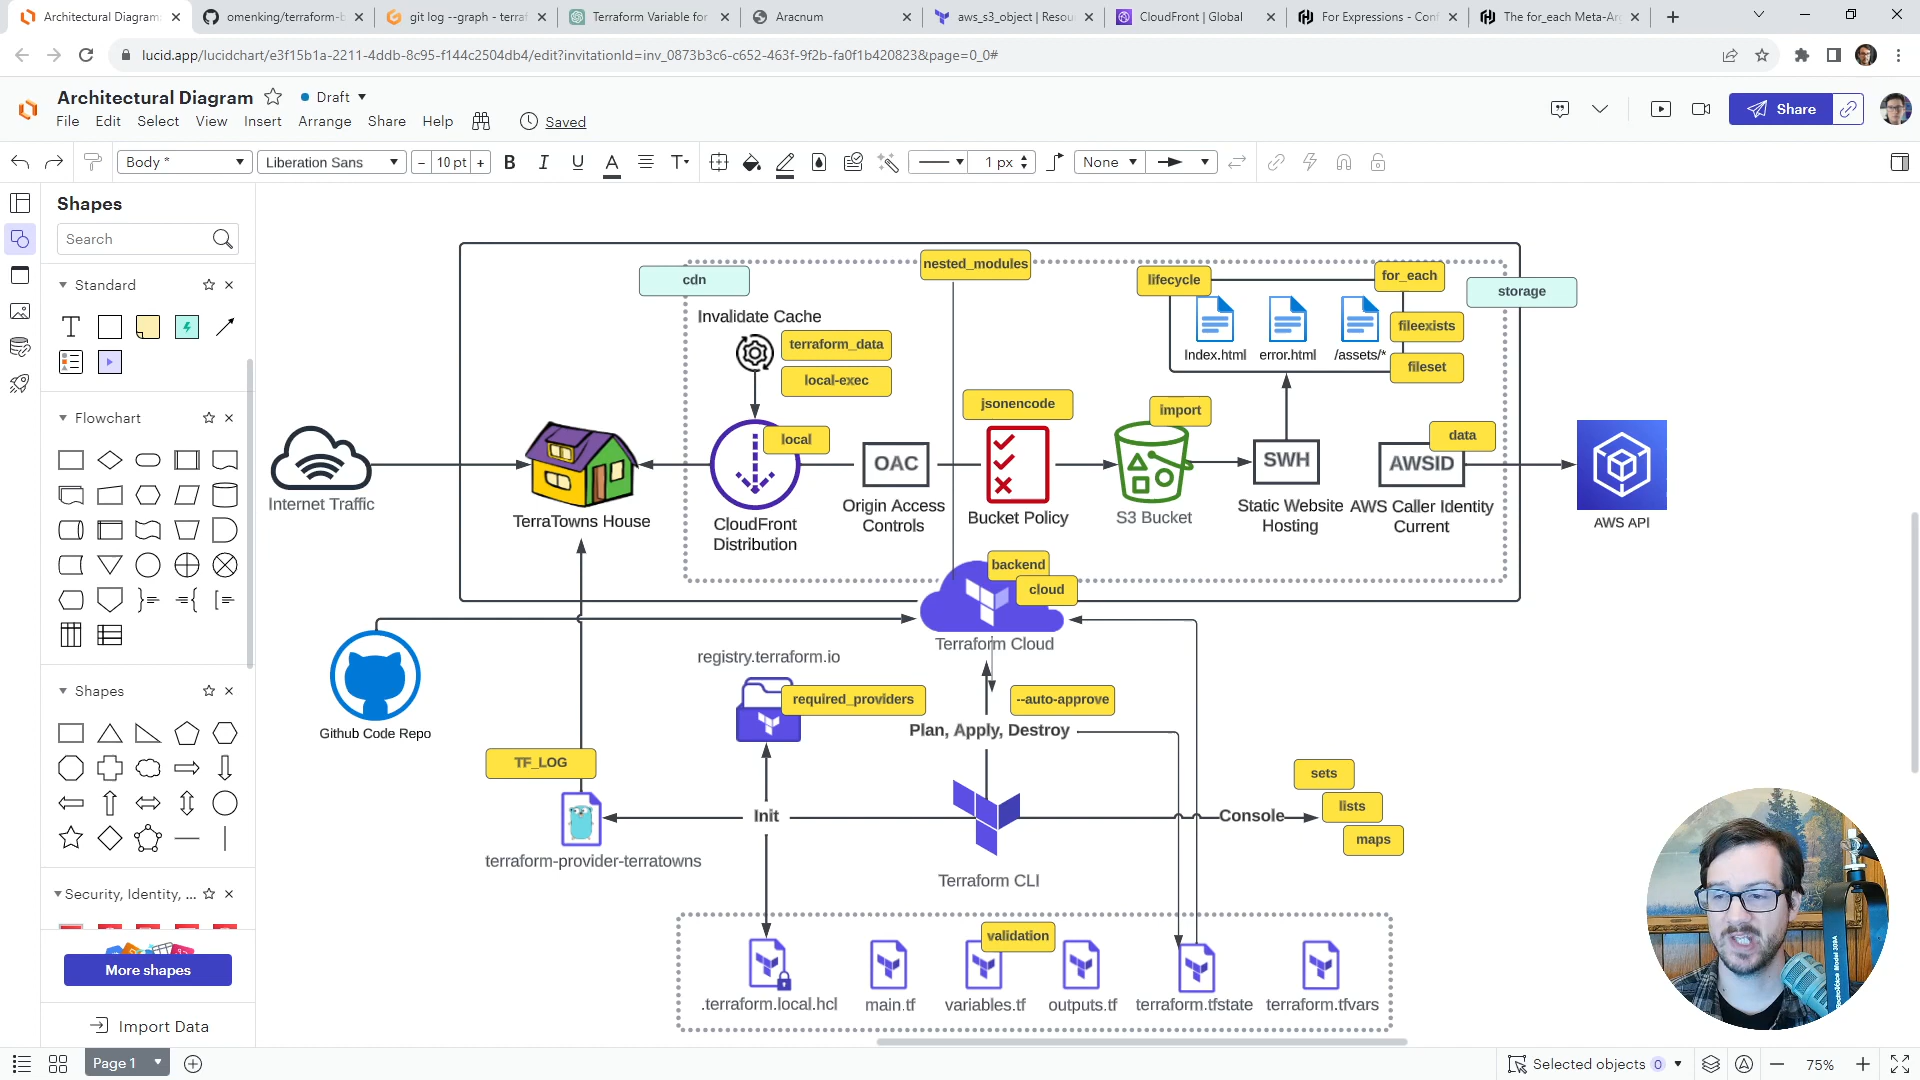 Architectural Diagram:
omenking/terraform-b
git log --graph - terraf
Terraform Variable for
Aracnum
aws_s3_object | Resou
CloudFront | Global
For Expressions - Conf
The for_each Meta-Ar
lucid.app/lucidchart/e3f15b1a-2211-4ddb-8c95-f144c2504db4/edit?invitationId=inv_0873b3c6-c652-463f-9f2b-fa0f1b420823&page=0_0#
Architectural Diagram
Draft
File Edit Select View Insert Arrange Share Help
Saved
Share
Body *
Liberation Sans
10 pt
B I U A
1 px
None
Shapes
Search
Standard
Flowchart
Shapes
Security, Identity, ...
More shapes
Import Data
cdn
nested_modules
lifecycle
for_each
storage
Invalidate Cache
terraform_data
local-exec
fileexists
fileset
Index.html
error.html
/assets/*
jsonencode
import
local
data
OAC
SWH
AWSID
Internet Traffic
TerraTowns House
CloudFront
Distribution
Origin Access
Controls
Bucket Policy
S3 Bucket
Static Website
Hosting
AWS Caller Identity
Current
AWS API
backend
cloud
Terraform Cloud
registry.terraform.io
required_providers
--auto-approve
Plan, Apply, Destroy
Github Code Repo
TF_LOG
sets
lists
maps
Init
Console
terraform-provider-terratowns
Terraform CLI
validation
.terraform.local.hcl
main.tf
variables.tf
outputs.tf
terraform.tfstate
terraform.tfvars
Page 1
Selected objects 0
75%